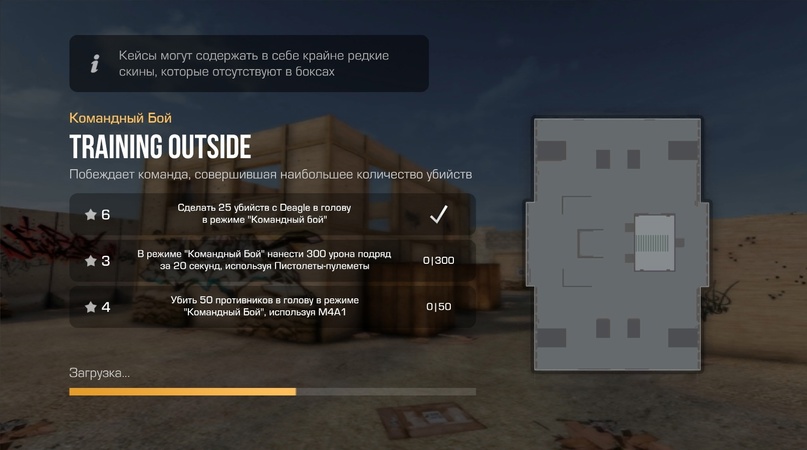 Кейсы могут содержать в себе крайне редкие
скины, которые отсутствуют в боксах
Командный Бой
TRAINING OUTSIDE
Побеждает команда, совершившая наибольшее количество убийств
6
Сделать 25 убийств с Deagle в голову
в режиме "Командный бой"
3
В режиме "Командный Бой" нанести 300 урона подряд
за 20 секунд, используя Пистолеты-пулеметы
0|300
4
Убить 50 противников в голову в режиме
"Командный Бой", используя M4A1
0|50
Загрузка...